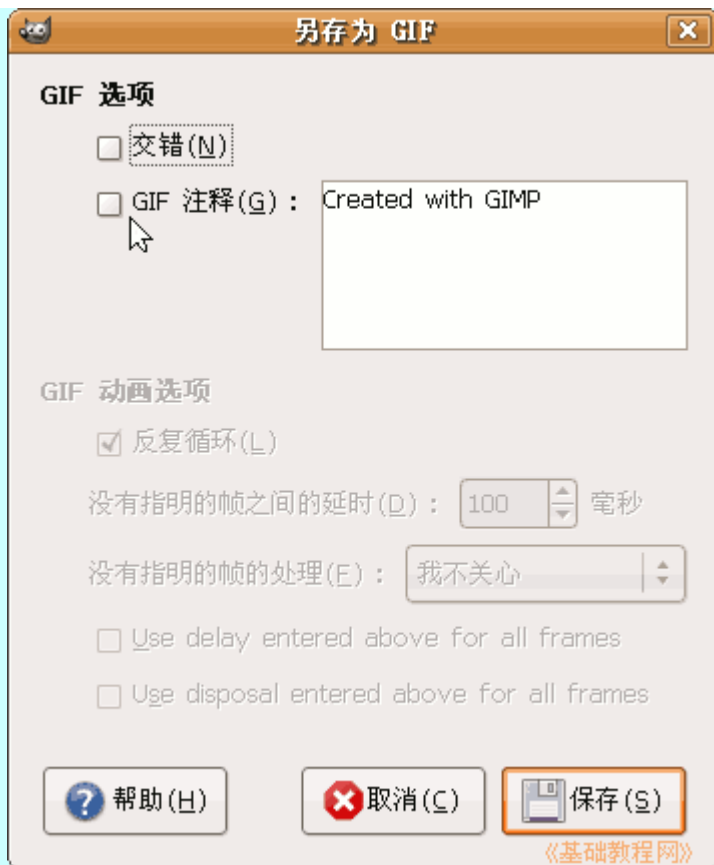 另存为 GIF
GIF 选项
交错(N)
GIF 注释(G)：
Created with GIMP
GIF 动画选项
反复循环(L)
没有指明的帧之间的延时(D)： 100 毫秒
没有指明的帧的处理(F)： 我不关心
Use delay entered above for all frames
Use disposal entered above for all frames
帮助(H) 取消(C) 保存(S)
《基础教程网》